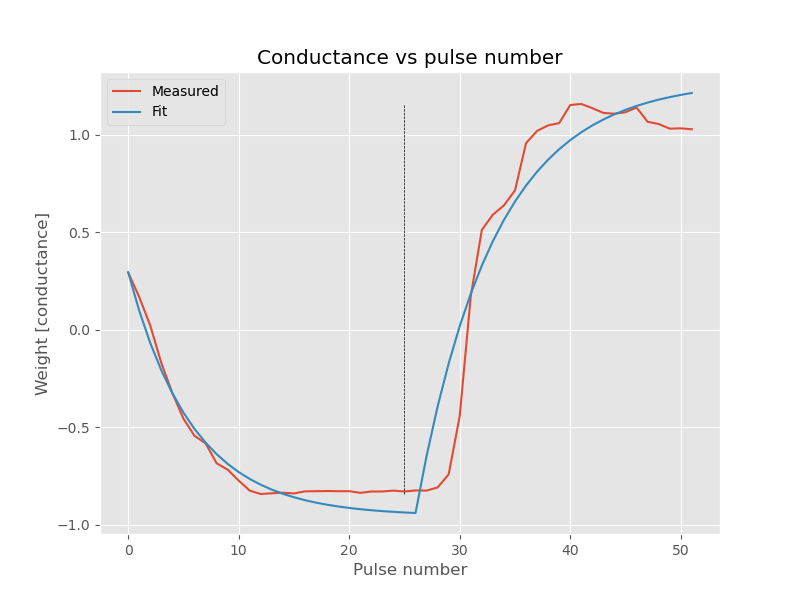 Conductance vs pulse number
Measured
Fit
1.0
0.5
0.0
−0.5
−1.0
Weight [conductance]
0 10 20 30 40 50
Pulse number